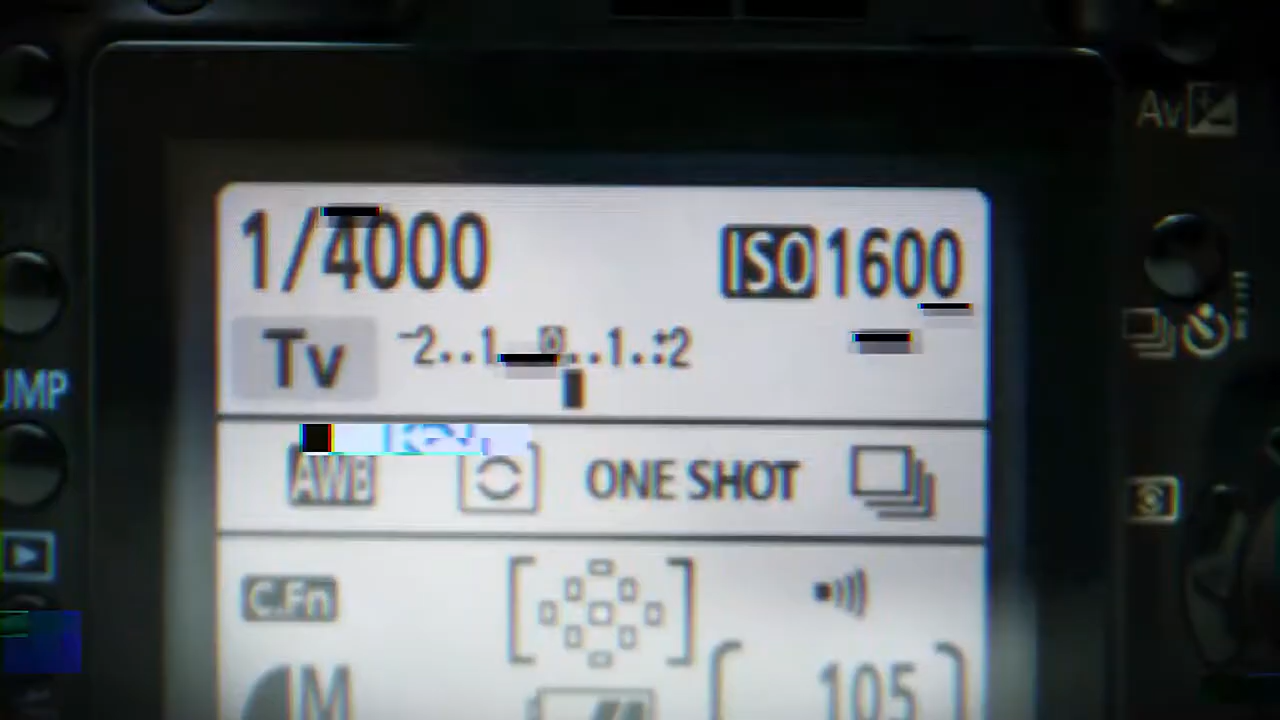 Av
1/4000 ISO 1600
Tv -2..1..0..1.:+2
JUMP
AWB ONE SHOT
C.Fn
M 105